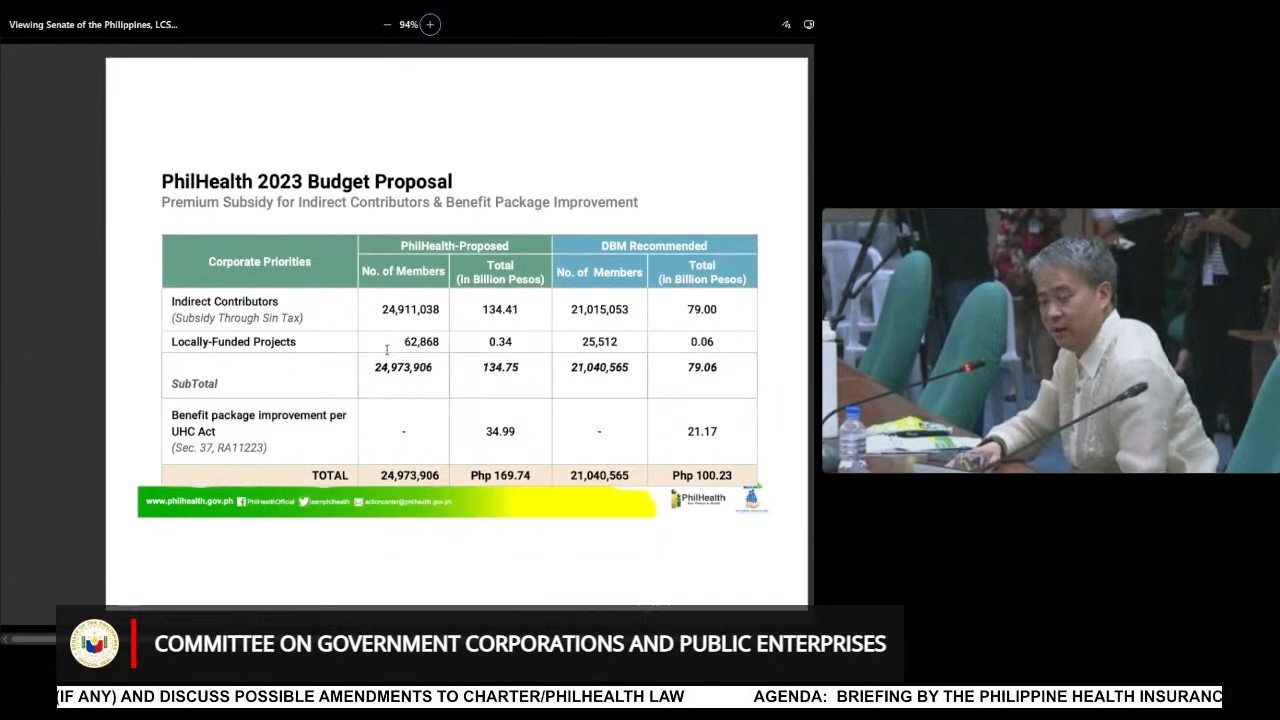 Viewing Senate of the Philippines, LCS...
94%
PhilHealth 2023 Budget Proposal
Premium Subsidy for Indirect Contributors & Benefit Package Improvement
Corporate Priorities
PhilHealth-Proposed
DBM Recommended
No. of Members
Total
(in Billion Pesos)
No. of Members
Total
(in Billion Pesos)
Indirect Contributors
(Subsidy Through Sin Tax)
24,911,038
134.41
21,015,053
79.00
Locally-Funded Projects
62,868
0.34
25,512
0.06
SubTotal
24,973,906
134.75
21,040,565
79.06
Benefit package improvement per
UHC Act
(Sec. 37, RA11223)
-
34.99
-
21.17
TOTAL
24,973,906
Php 169.74
21,040,565
Php 100.23
www.philhealth.gov.ph PhilHealthOfficial teamphilhealth actioncenter@philhealth.gov.ph
PhilHealth
COMMITTEE ON GOVERNMENT CORPORATIONS AND PUBLIC ENTERPRISES
(IF ANY) AND DISCUSS POSSIBLE AMENDMENTS TO CHARTER/PHILHEALTH LAW AGENDA: BRIEFING BY THE PHILIPPINE HEALTH INSURANC